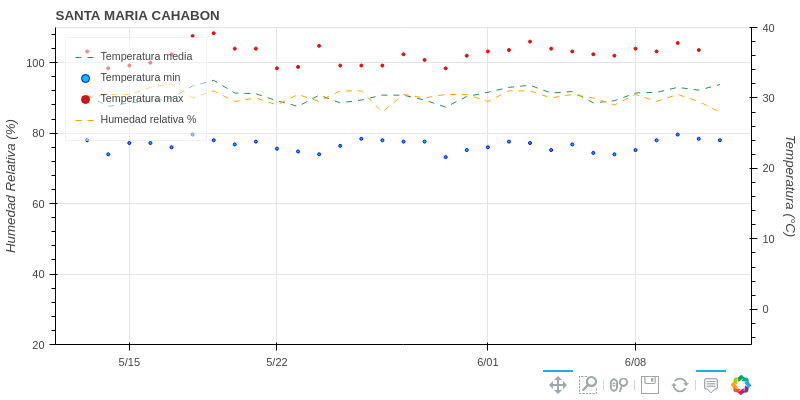 SANTA MARIA CAHABON
Temperatura media
Temperatura min
Temperatura max
Humedad relativa %
Humedad Relativa (%)
100
80
60
40
20
40
30
20
10
0
Temperatura (°C)
5/15
5/22
6/01
6/08